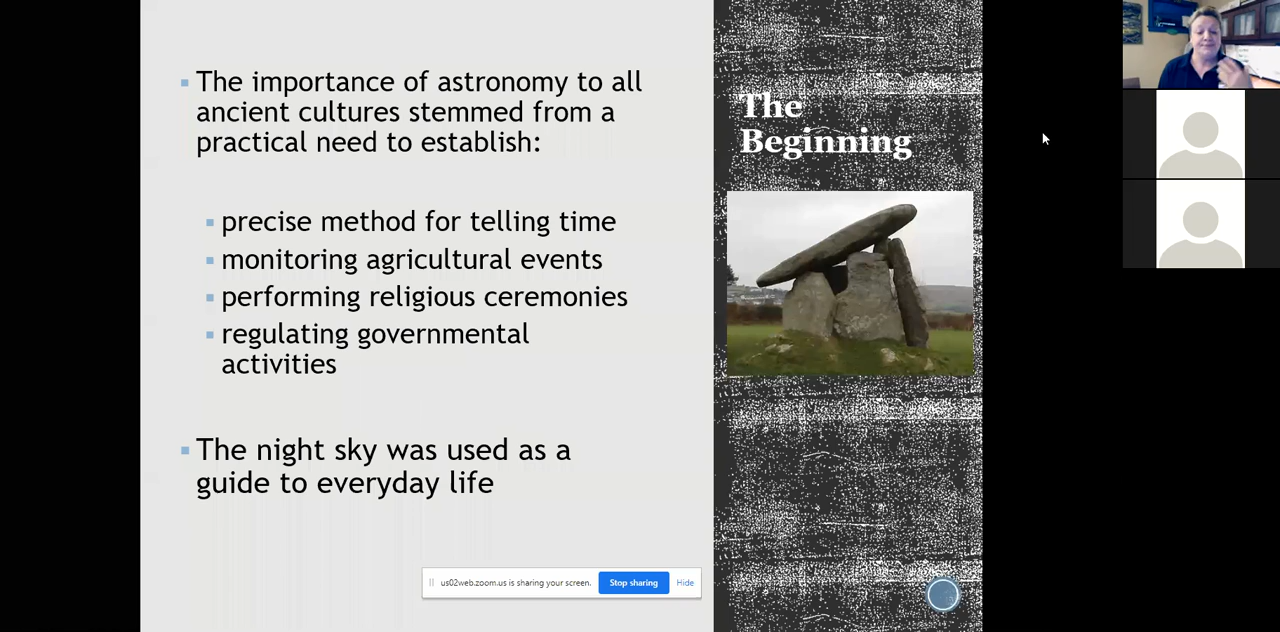 The importance of astronomy to all
ancient cultures stemmed from a
practical need to establish:
precise method for telling time
monitoring agricultural events
performing religious ceremonies
regulating governmental
activities
The night sky was used as a
guide to everyday life
The
Beginning
us02web.zoom.us is sharing your screen.
Stop sharing
Hide